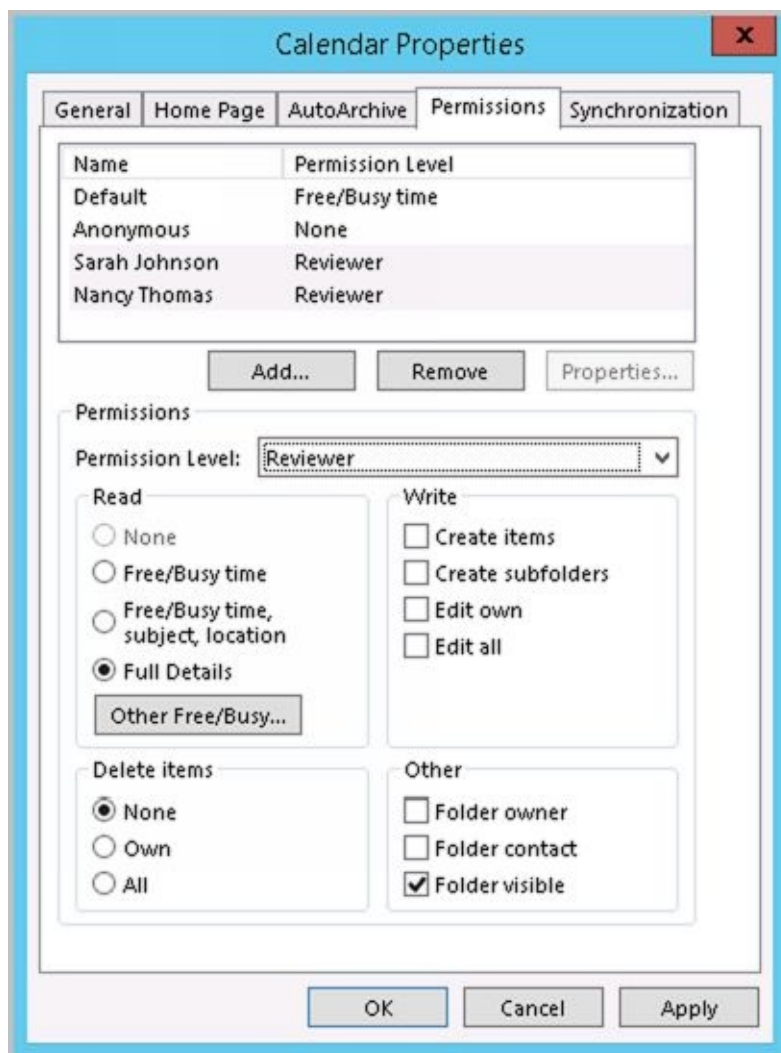 Calendar Properties
x
General Home Page AutoArchive Permissions Synchronization
Name Permission Level
Default Free/Busy time
Anonymous None
Sarah Johnson Reviewer
Nancy Thomas Reviewer
Add... Remove Properties...
Permissions
Permission Level: Reviewer
Read
None
Free/Busy time
Free/Busy time,
subject, location
Full Details
Other Free/Busy...
Write
Create items
Create subfolders
Edit own
Edit all
Delete items
None
Own
All
Other
Folder owner
Folder contact
Folder visible
OK Cancel Apply